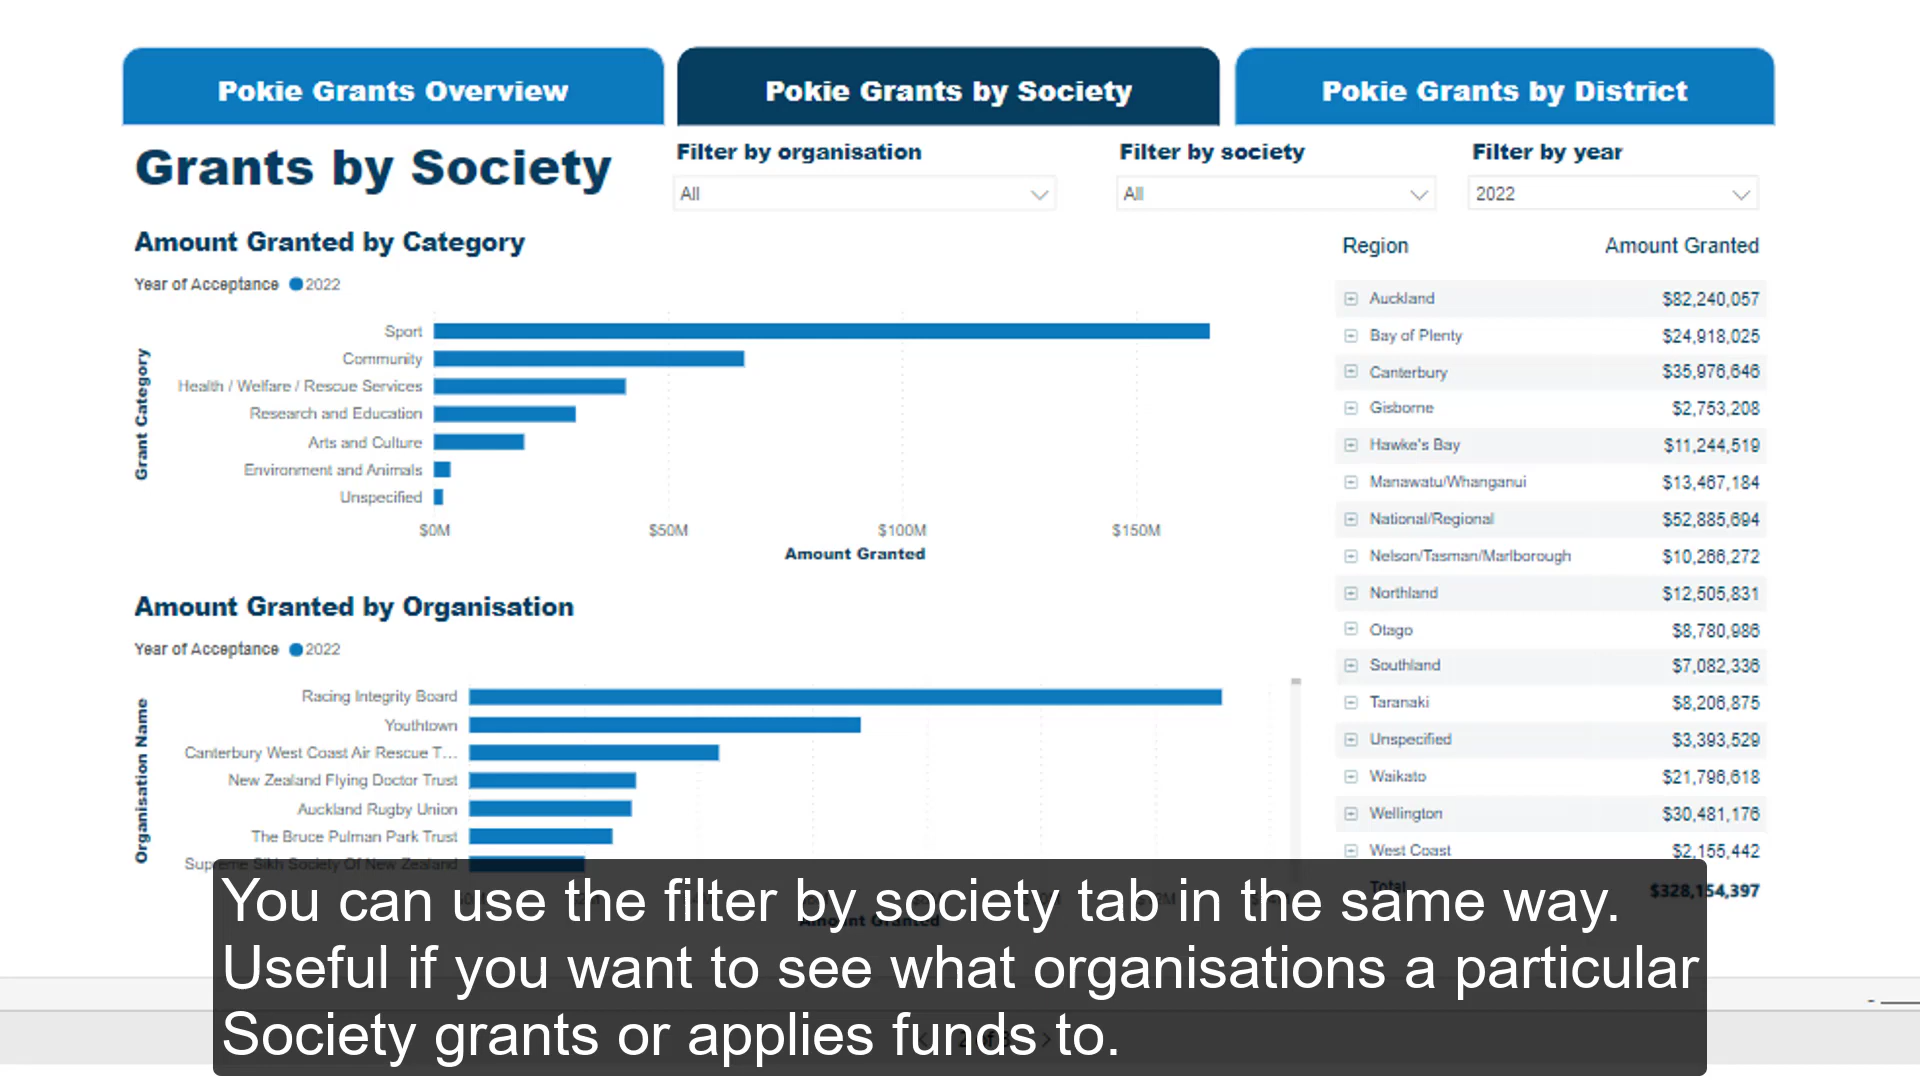 Pokie Grants Overview
Pokie Grants by Society
Pokie Grants by District
Grants by Society
Filter by organisation
All
Filter by society
All
Filter by year
2022
Amount Granted by Category
Year of Acceptance 2022
Grant Category
Sport
Community
Health / Welfare / Rescue Services
Research and Education
Arts and Culture
Environment and Animals
Unspecified
$0M $50M $100M $150M
Amount Granted
Amount Granted by Organisation
Year of Acceptance 2022
Organisation Name
Racing Integrity Board
Youthtown
Canterbury West Coast Air Rescue T...
New Zealand Flying Doctor Trust
Auckland Rugby Union
The Bruce Pulman Park Trust
Supreme Sikh Society Of New Zealand
Amount Granted
Region Amount Granted
Auckland $82,240,057
Bay of Plenty $24,918,025
Canterbury $35,976,646
Gisborne $2,753,208
Hawke's Bay $11,244,519
Manawatu/Whanganui $13,467,184
National/Regional $52,885,694
Nelson/Tasman/Marlborough $10,266,272
Northland $12,505,831
Otago $8,780,986
Southland $7,082,336
Taranaki $8,206,875
Unspecified $3,393,529
Waikato $21,796,618
Wellington $30,481,176
West Coast $2,155,442
Total $328,154,397
You can use the filter by society tab in the same way.
Useful if you want to see what organisations a particular
Society grants or applies funds to.